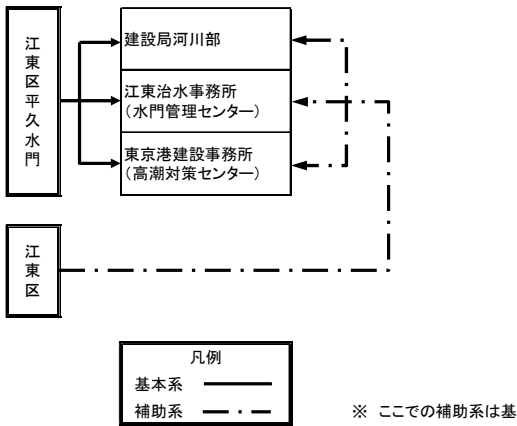 江東区平久水門
建設局河川部
江東治水事務所
（水門管理センター）
東京港建設事務所
（高潮対策センター）
江東区
凡例
基本系
補助系
※ ここでの補助系は基